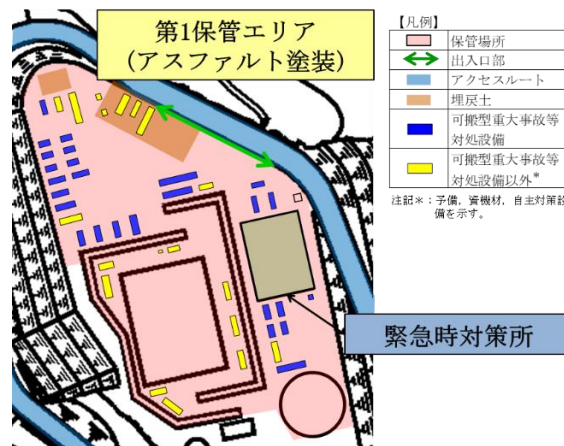 第1保管エリア
(アスファルト塗装)
【凡例】
保管場所
出入口部
アクセスルート
埋戻土
可搬型重大事故等
対処設備
可搬型重大事故等
対処設備以外*
注記*:予備,資機材,自主対策設
備を示す。
緊急時対策所